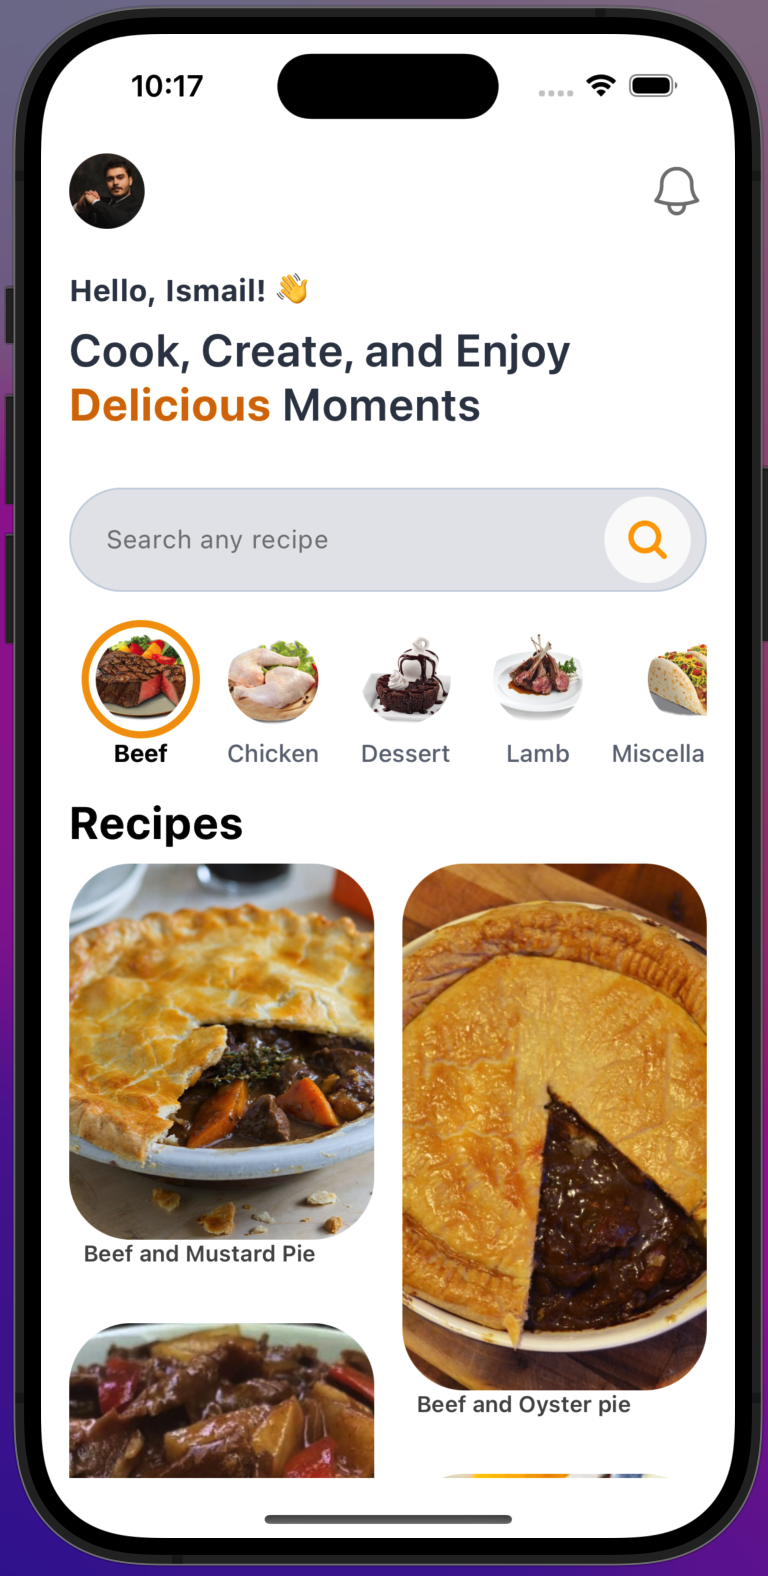 10:17
Hello, Ismail! 👋
Cook, Create, and Enjoy
Delicious Moments
Search any recipe
Beef Chicken Dessert Lamb Miscella
Recipes
Beef and Mustard Pie
Beef and Oyster pie